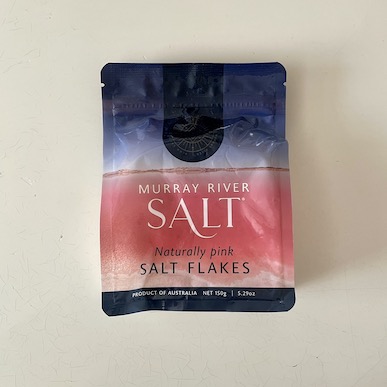 MURRAY RIVER
SALT®
Naturally pink
SALT FLAKES
PRODUCT OF AUSTRALIA NET 150g | 5.29oz